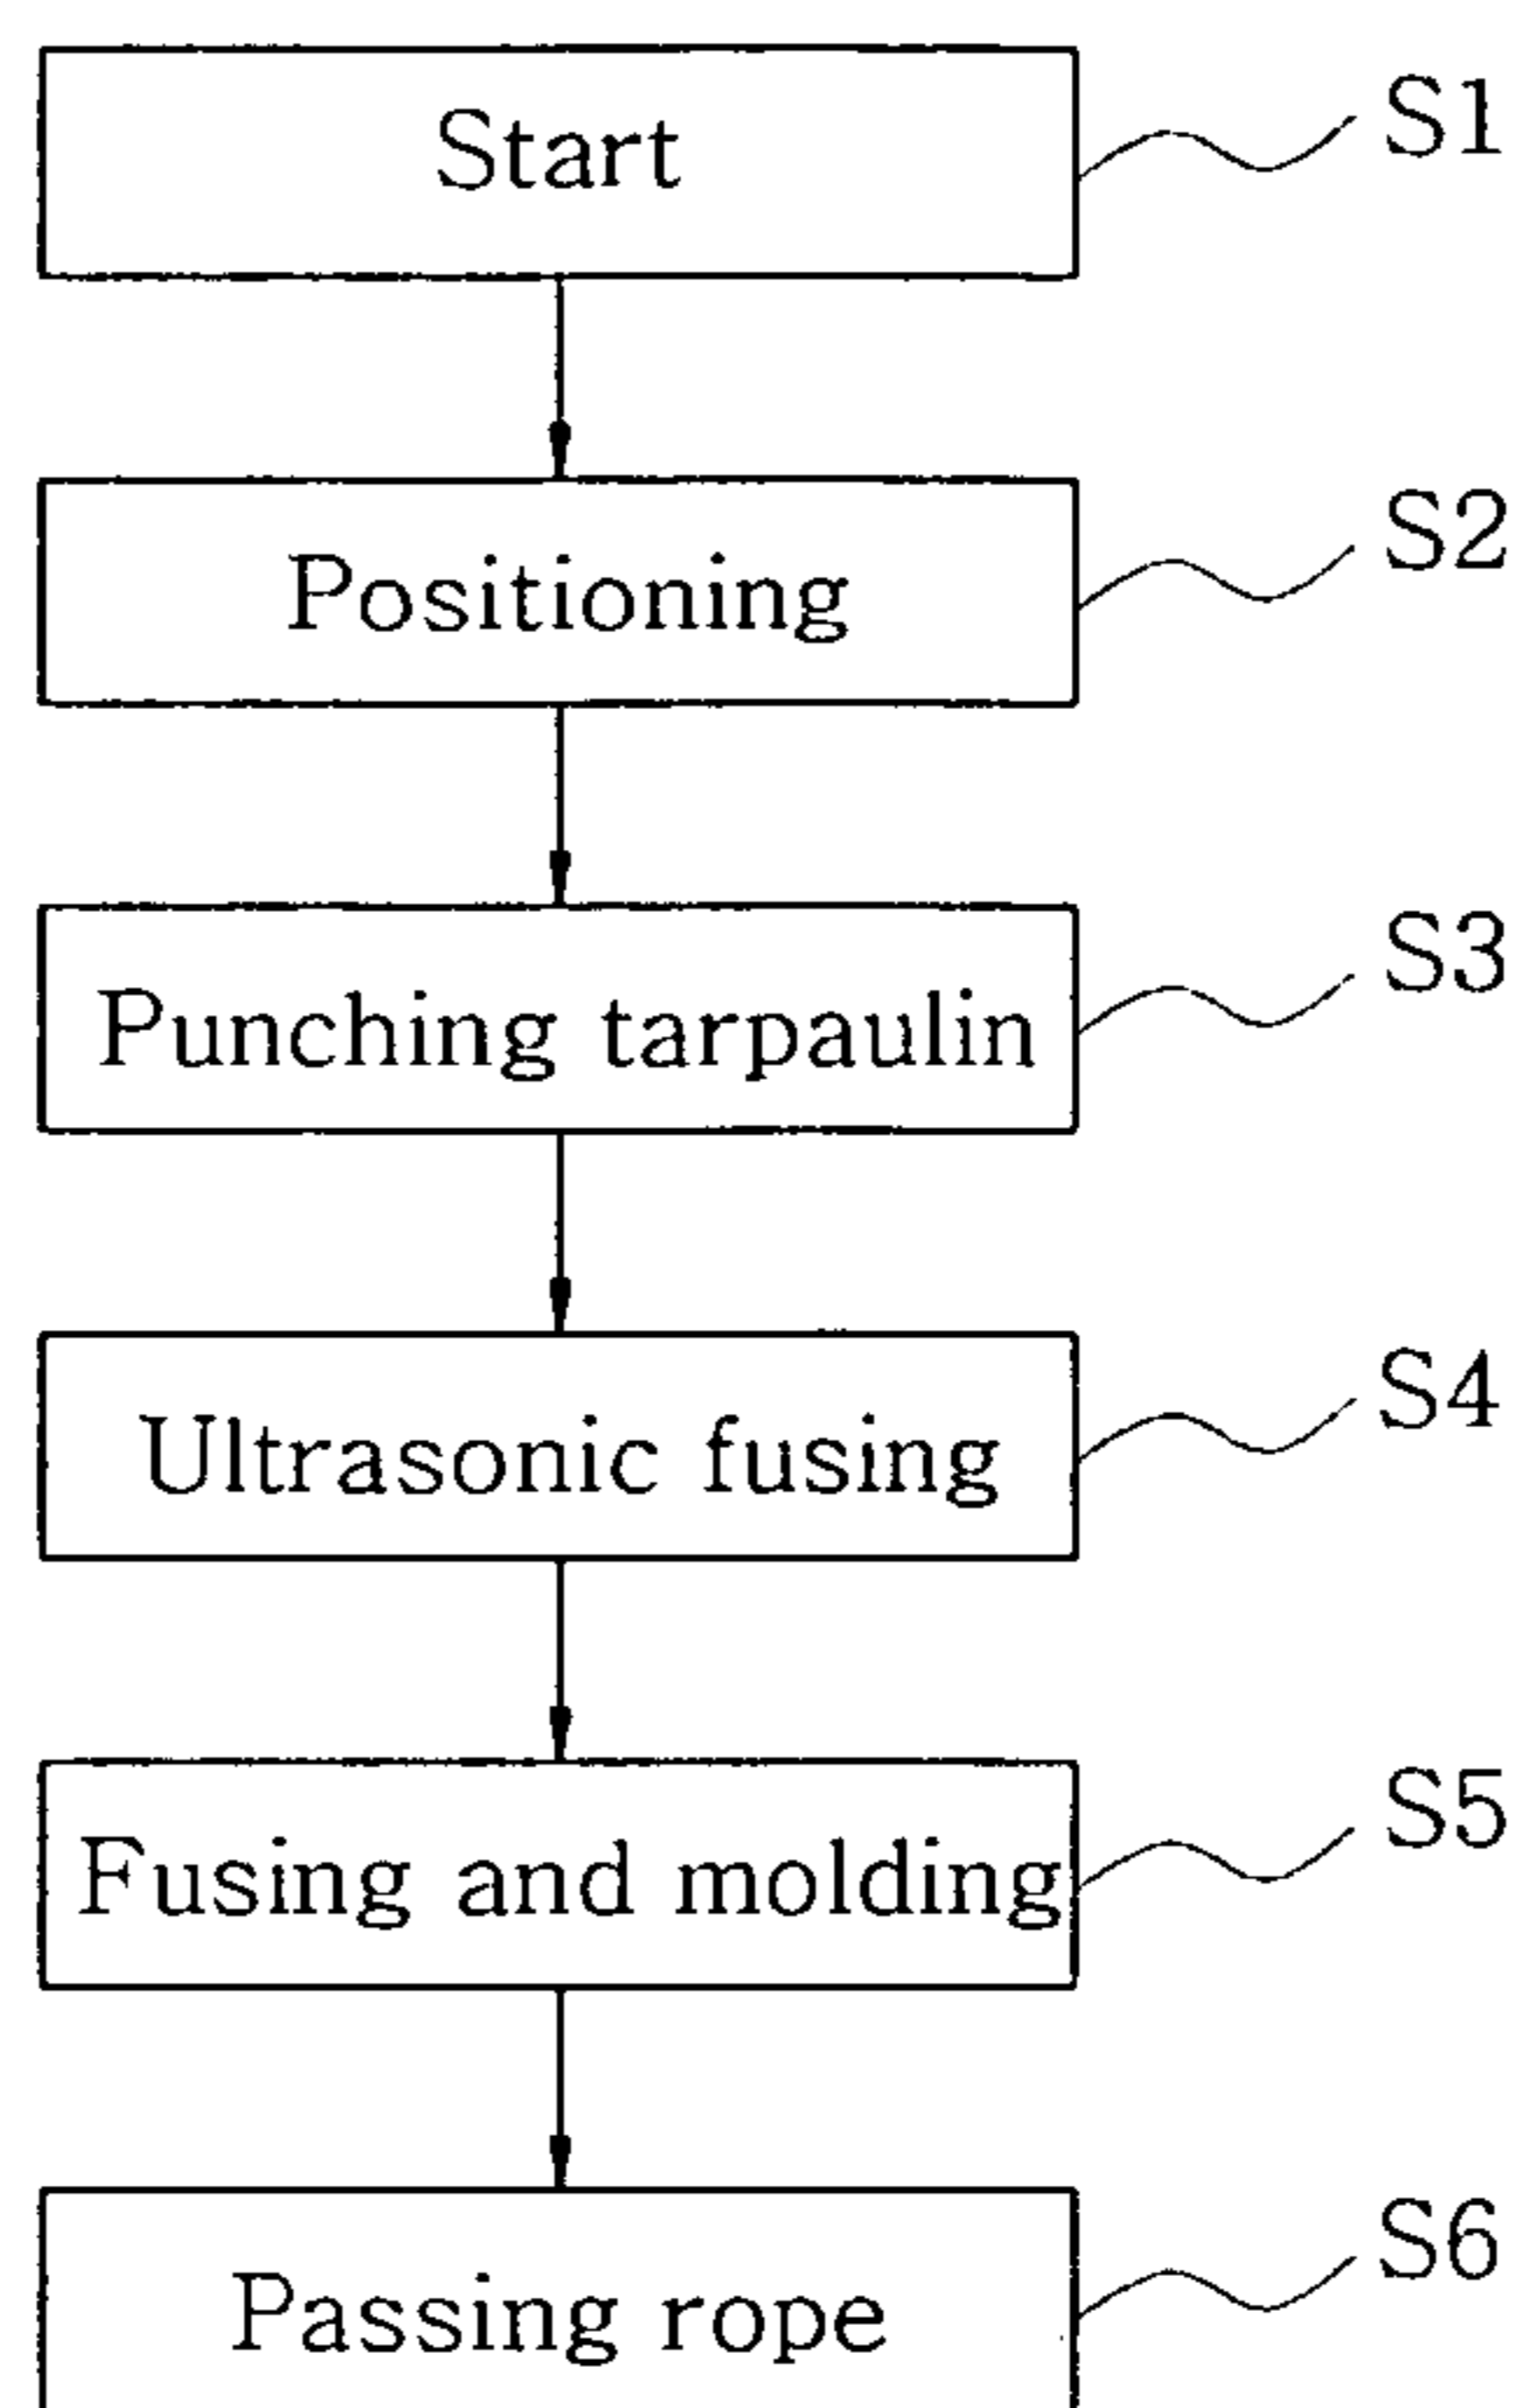 Start
S1
Positioning
S2
Punching tarpaulin
S3
Ultrasonic fusing
S4
Fusing and molding
S5
Passing rope
S6